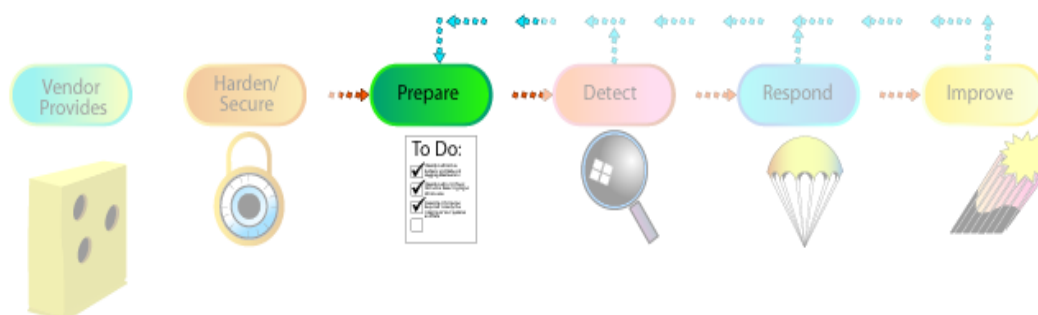 Vendor
Provides
Harden/
Secure
Prepare
Detect
Respond
Improve
To Do: